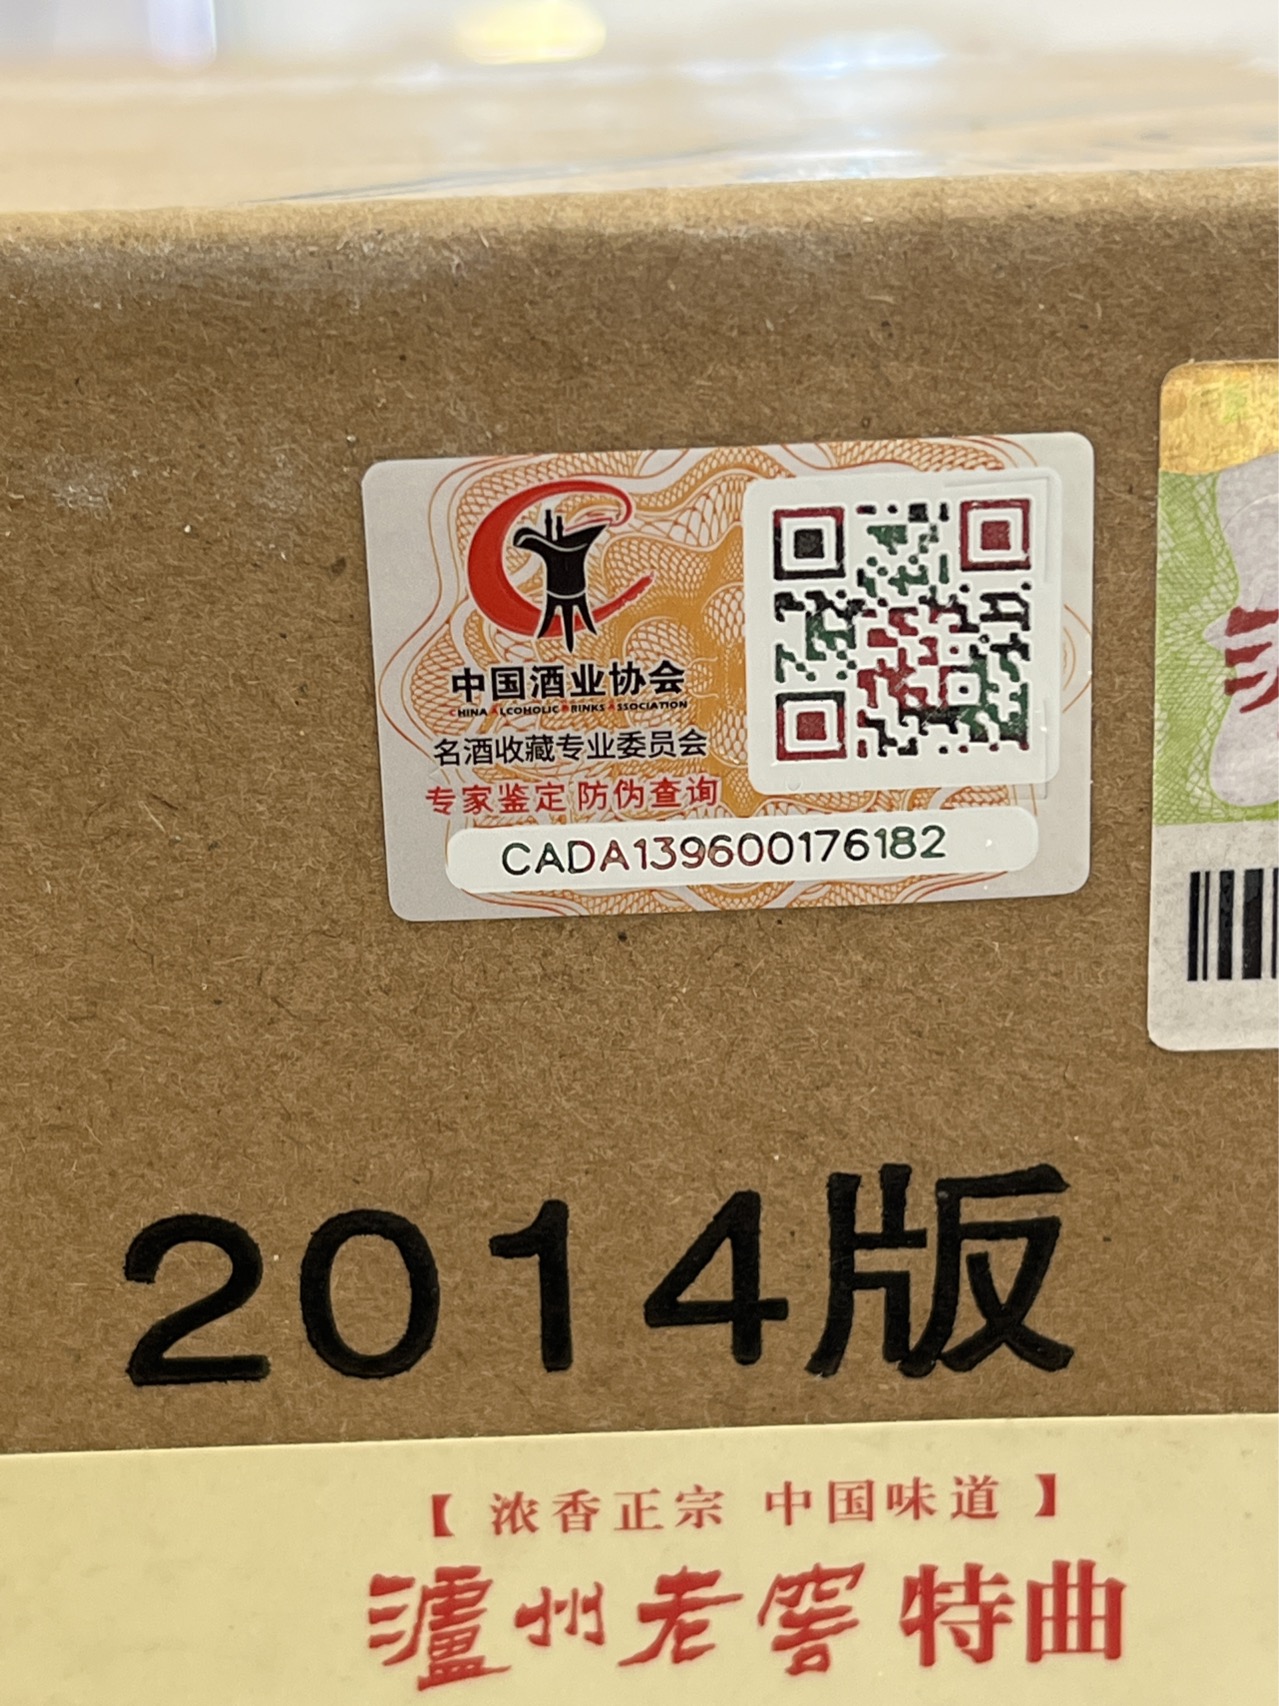 中国酒业协会
CHINA ALCOHOLIC DRINKS ASSOCIATION
名酒收藏专业委员会
专家鉴定 防伪查询
CADA139600176182
2014版
【 浓香正宗 中国味道 】
泸州老窖 特曲